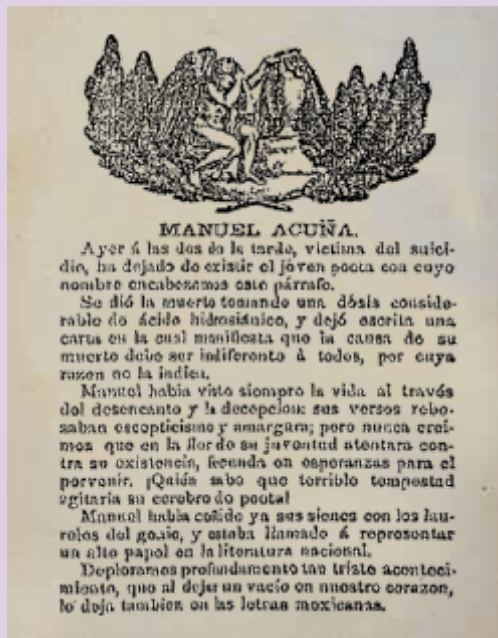 MANUEL ACUÑA.
Ayer á las dos de la tarde, víctima del suici-
dio, ha dejado de existir el jóven poeta con cuyo
nombre encabezamos este párrafo.
Se dió la muerte tomando una dósis conside-
rable de ácido hidrosiánico, y dejó escrita una
carta en la cual manifiesta que la causa de su
muerte debe ser indiferente á todos, por cuya
razon no la indica.
Manuel habia visto siempre la vida al través
del desencanto y la decepcion: sus versos rebo-
saban escepticismo y amargura; pero nunca creí-
mos que en la flor de su juventud atentara con-
tra su existencia, fecunda en esperanzas para el
porvenir. ¡Quién sabe que terrible tempestad
agitaria su cerebro de poeta!
Manuel habia ceñido ya sus sienes con los lau-
reles del genio, y estaba llamado á representar
un alto papel en la literatura nacional.
Deploramos profundamente tan triste aconteci-
miento, que al dejar un vacío en nuestro corazon,
lo deja tambien en las letras mexicanas.